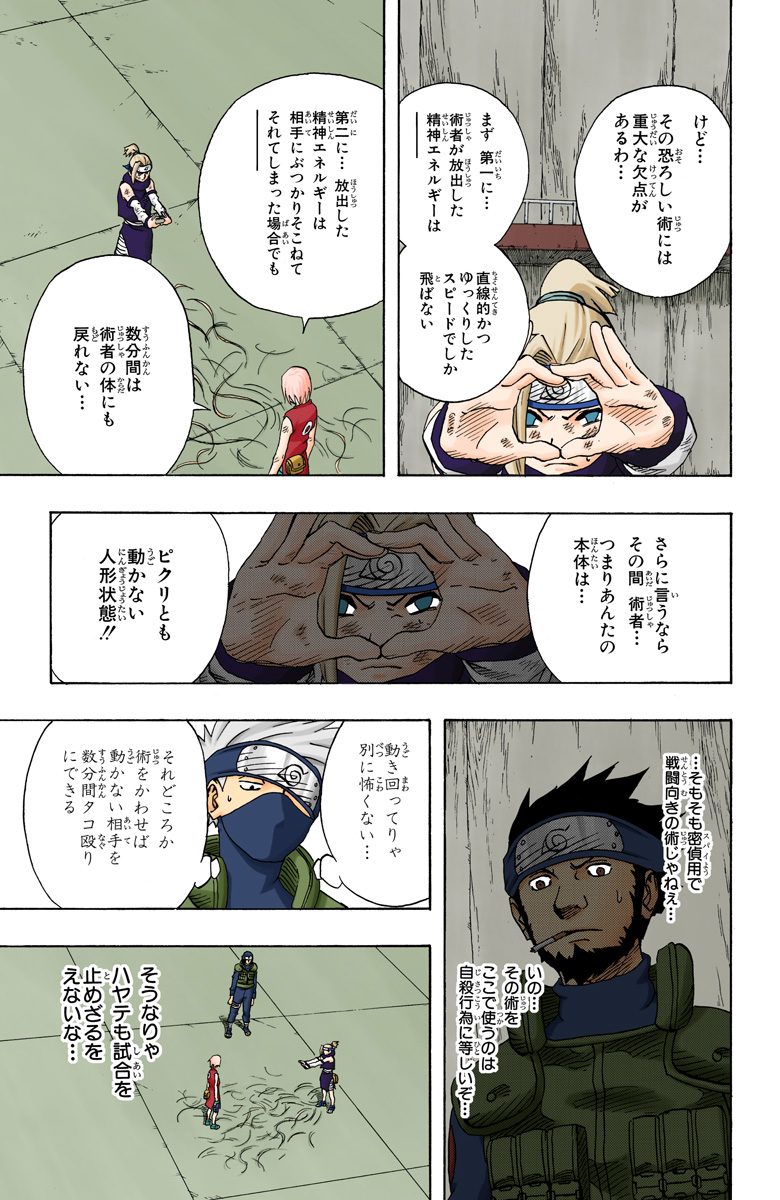 けど…
その恐ろしい術には
重大な欠点が
あるわ…
まず 第一に…
術者が放出した
精神エネルギーは
――
直線的かつ
ゆっくりした
スピードでしか
飛ばない
第二に… 放出した
精神エネルギーは
相手にぶつかりそこねて
それてしまった場合でも
――
数分間は
術者の体にも
戻れない…
さらに言うなら
その間 術者…
つまりあんたの
本体は…
ピクリとも
動かない
人形状態!!
…そもそも密偵用で
戦闘向きの術じゃねぇ…
いの…
その術を
ここで使うのは
自殺行為に等しいぞ…
動き回ってりゃ
別に怖くない…
それどころか
術をかわせば
動かない相手を
数分間タコ殴り
にできる
そうなりゃ
ハヤテも試合を
止めざるを
えないな…